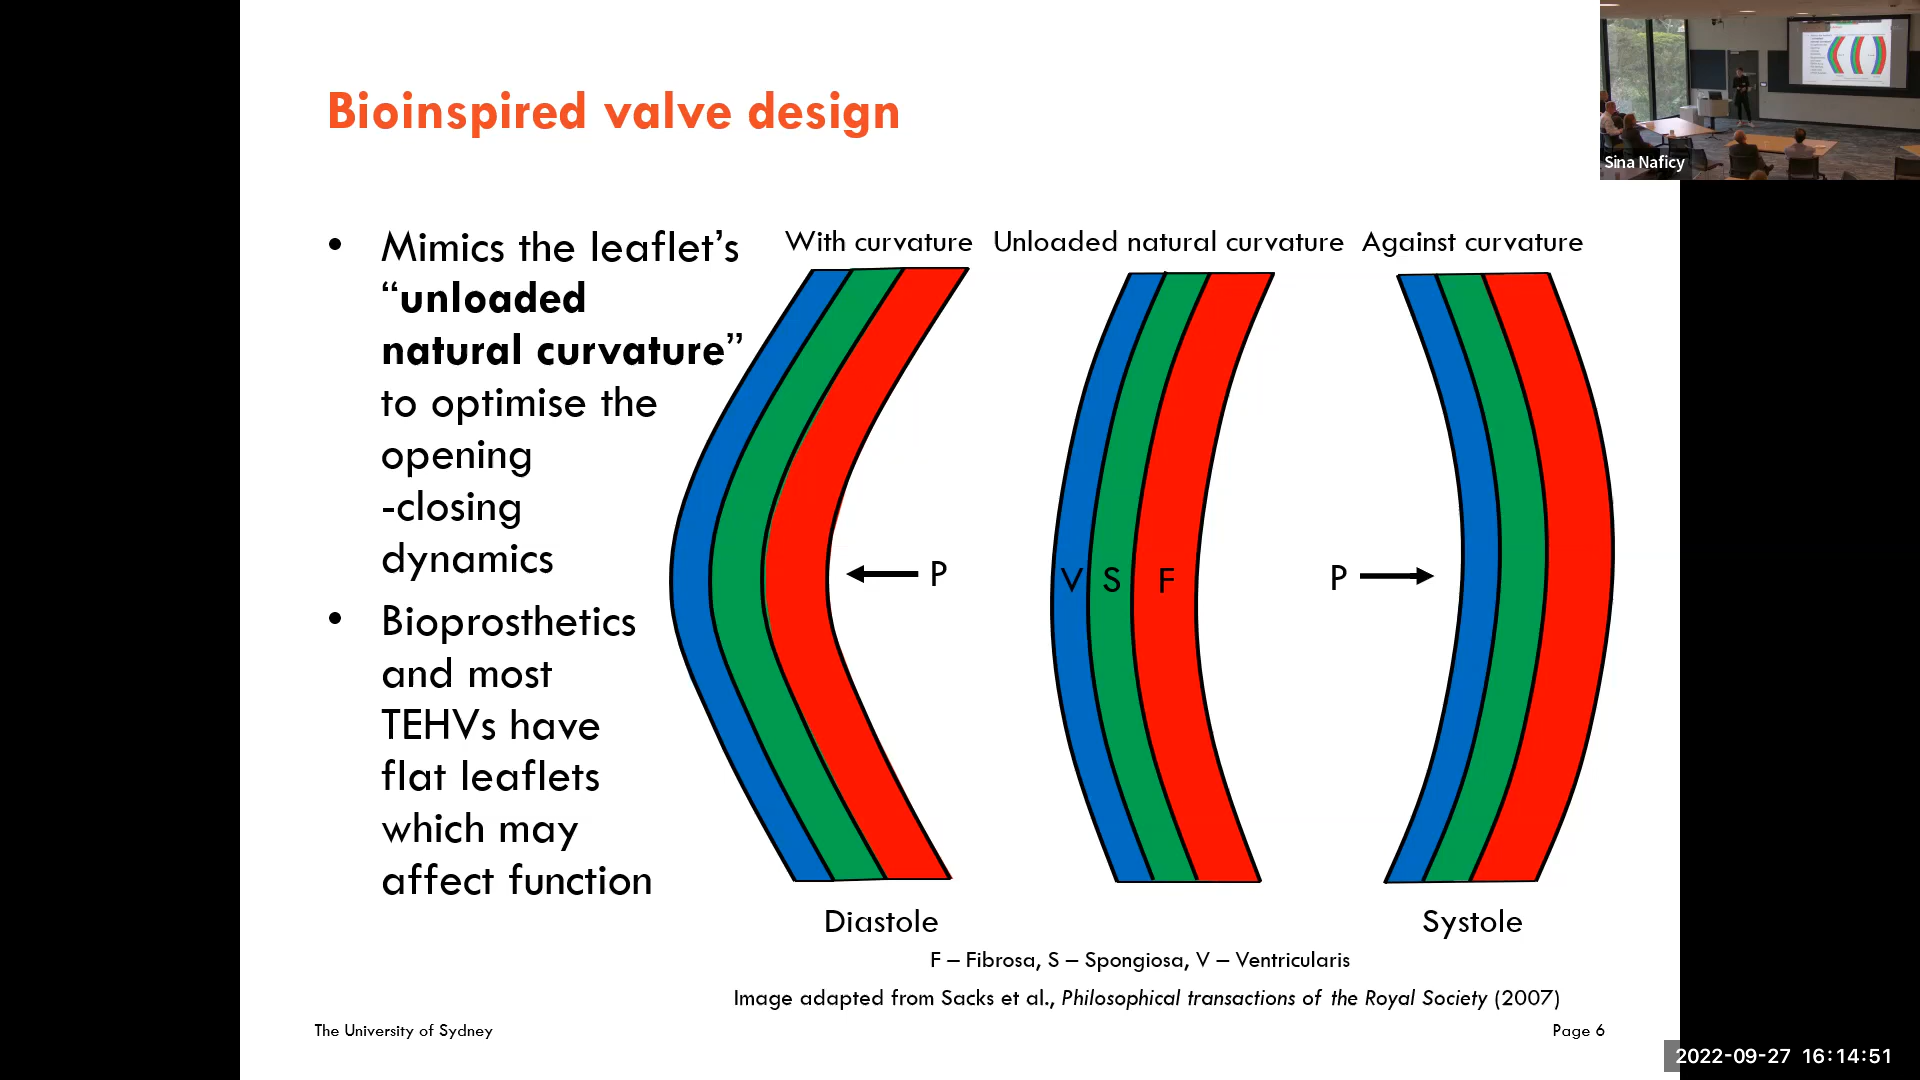 Bioinspired valve design
Sina Naficy
• Mimics the leaflet’s
“unloaded
natural curvature”
to optimise the
opening
-closing
dynamics
• Bioprosthetics
and most
TEHVs have
flat leaflets
which may
affect function
With curvature
Unloaded natural curvature
Against curvature
P
V S F
P
Diastole
Systole
F – Fibrosa, S – Spongiosa, V – Ventricularis
Image adapted from Sacks et al., Philosophical transactions of the Royal Society (2007)
The University of Sydney
Page 6
2022-09-27 16:14:51